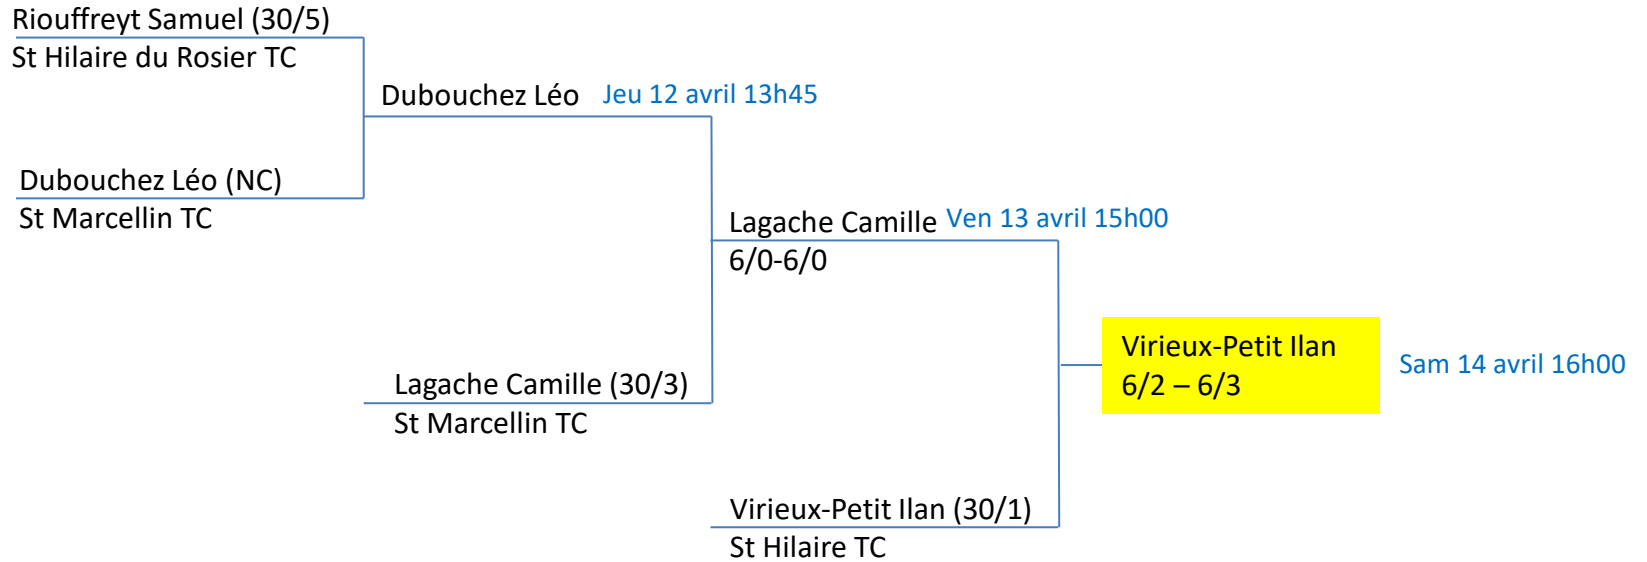 Riouffreyt Samuel (30/5)
St Hilaire du Rosier TC
Dubouchez Léo Jeu 12 avril 13h45
Dubouchez Léo (NC)
St Marcellin TC
Lagache Camille Ven 13 avril 15h00
6/0-6/0
Virieux-Petit Ilan
6/2 – 6/3
Sam 14 avril 16h00
Lagache Camille (30/3)
St Marcellin TC
Virieux-Petit Ilan (30/1)
St Hilaire TC